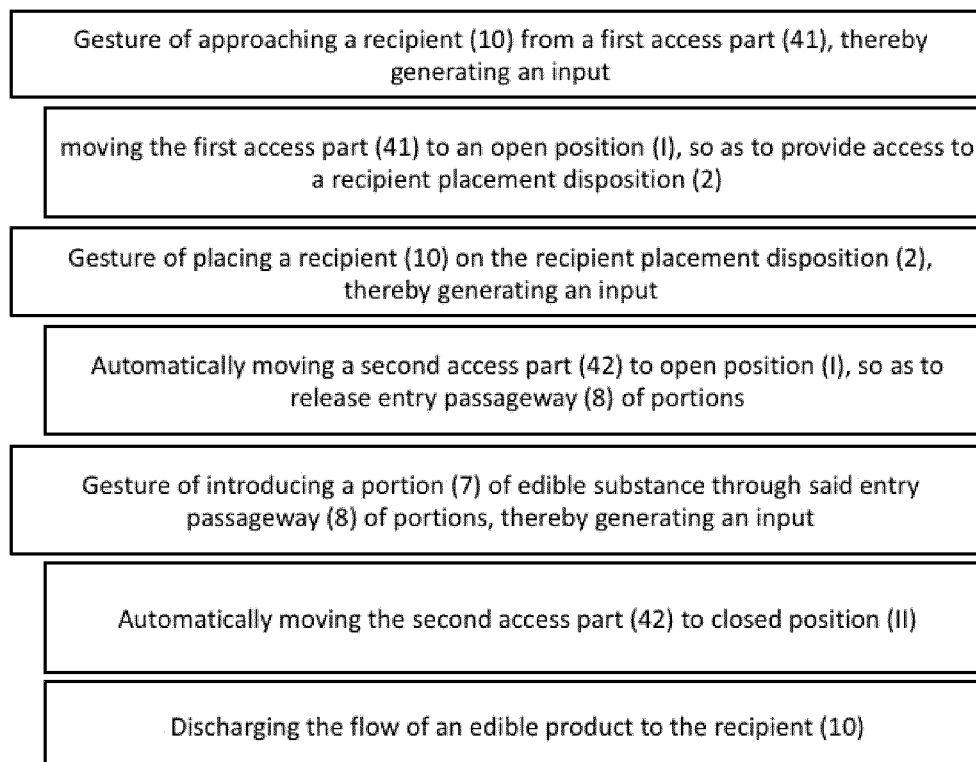 Gesture of approaching a recipient (10) from a first access part (41), thereby
generating an input
moving the first access part (41) to an open position (I), so as to provide access to
a recipient placement disposition (2)
Gesture of placing a recipient (10) on the recipient placement disposition (2),
thereby generating an input
Automatically moving a second access part (42) to open position (I), so as to
release entry passageway (8) of portions
Gesture of introducing a portion (7) of edible substance through said entry
passageway (8) of portions, thereby generating an input
Automatically moving the second access part (42) to closed position (II)
Discharging the flow of an edible product to the recipient (10)